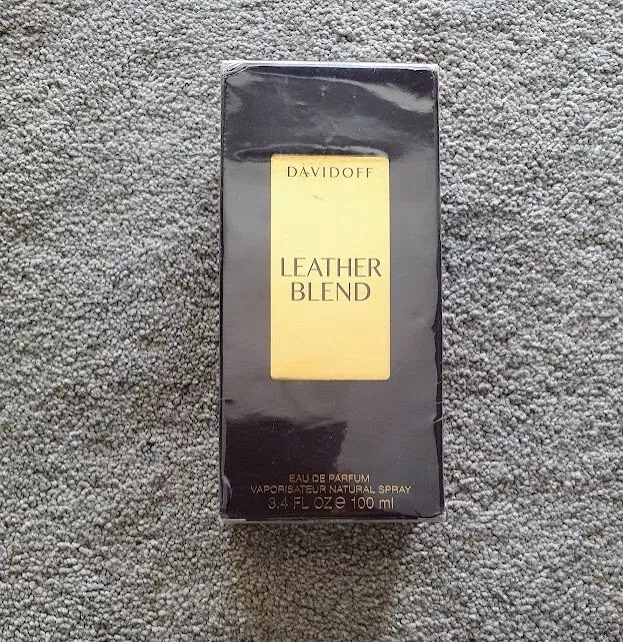 DAVIDOFF
LEATHER
BLEND
EAU DE PARFUM
VAPORISATEUR NATURAL SPRAY
3.4 FL OZ ℮ 100 ml